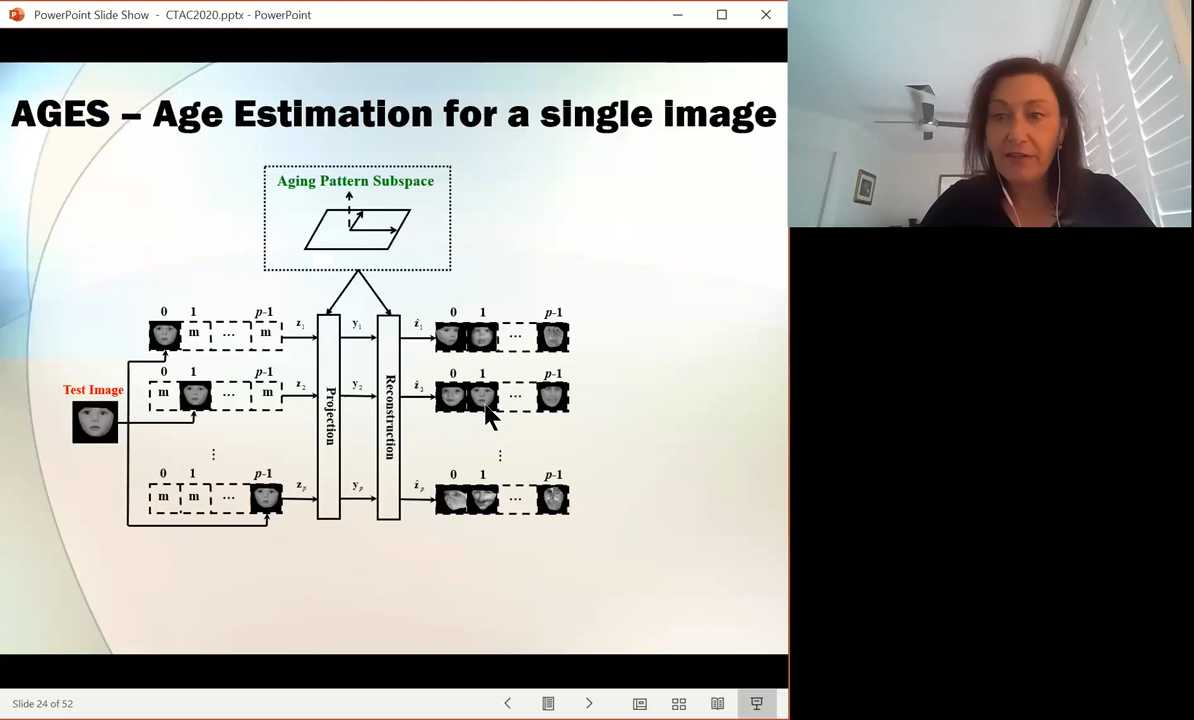 PowerPoint Slide Show - CTAC2020.pptx - PowerPoint
AGES – Age Estimation for a single image
Aging Pattern Subspace
0 1 p-1
m ... m
z₁ y₁ ẑ₁
0 1 p-1
...
Test Image
0 1 p-1
m ... m
z₂ y₂ ẑ₂
0 1 p-1
...
Projection
Reconstruction
⋮
⋮
0 1 p-1
m m ...
zₚ yₚ ẑₚ
0 1 p-1
...
Slide 24 of 52